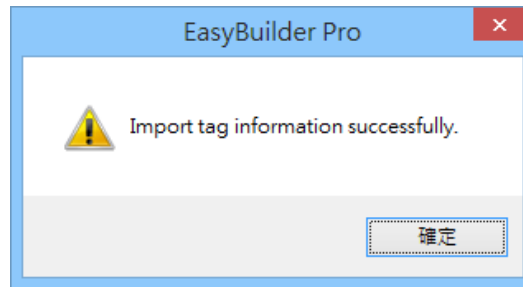 EasyBuilder Pro
Import tag information successfully.
確定